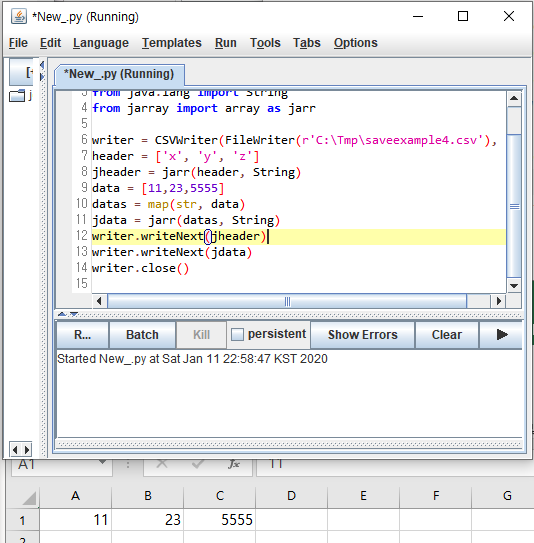 *New_.py (Running)
File Edit Language Templates Run Tools Tabs Options
*New_.py (Running)
j
3 from java.lang import String
4 from jarray import array as jarr
5
6 writer = CSVWriter(FileWriter(r'C:\Tmp\saveexample4.csv'),
7 header = ['x', 'y', 'z']
8 jheader = jarr(header, String)
9 data = [11,23,5555]
10 datas = map(str, data)
11 jdata = jarr(datas, String)
12 writer.writeNext(jheader)
13 writer.writeNext(jdata)
14 writer.close()
15
R... Batch Kill persistent Show Errors Clear
Started New_.py at Sat Jan 11 22:58:47 KST 2020
A1 fx 11
A B C D E F G
1 11 23 5555
2